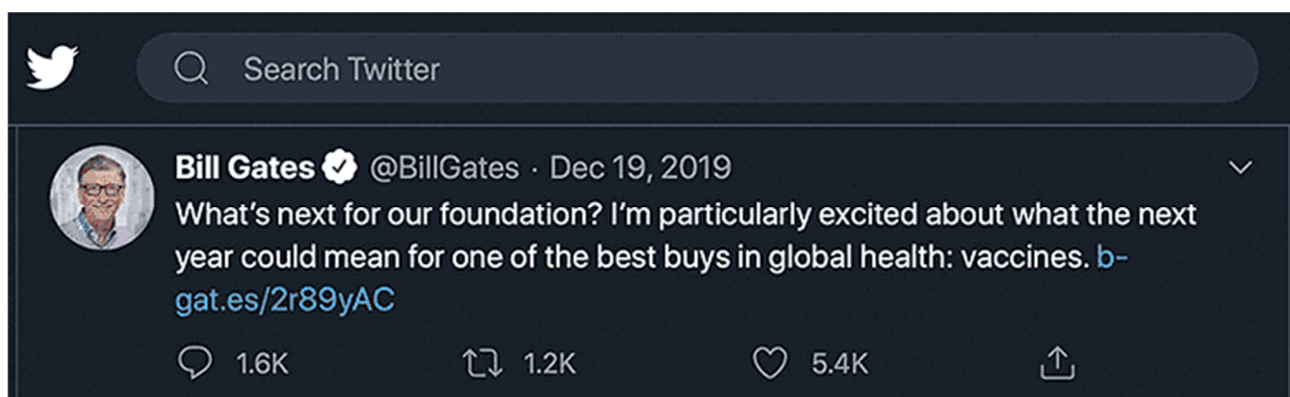 Search Twitter
Bill Gates @BillGates · Dec 19, 2019
What's next for our foundation? I'm particularly excited about what the next
year could mean for one of the best buys in global health: vaccines. b-
gat.es/2r89yAC
1.6K 1.2K 5.4K